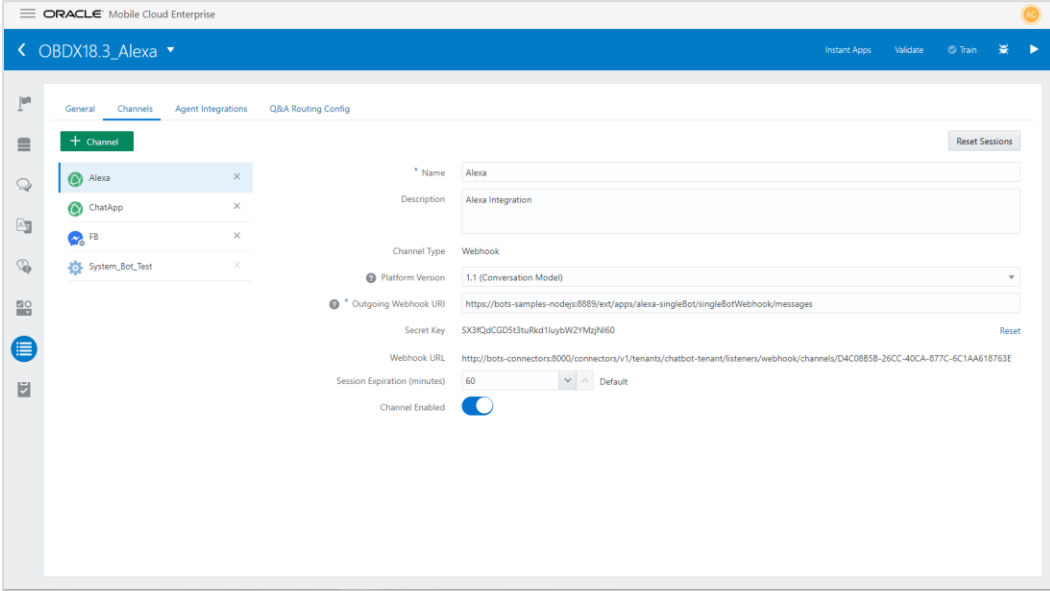 ORACLE Mobile Cloud Enterprise
AC
OBDX18.3_Alexa
Instant Apps Validate Train
General Channels Agent Integrations Q&A Routing Config
+ Channel
Reset Sessions
Alexa
ChatApp
FB
System_Bot_Test
* Name Alexa
Description Alexa Integration
Channel Type Webhook
Platform Version 1.1 (Conversation Model)
* Outgoing Webhook URI https://bots-samples-nodejs:8889/ext/apps/alexa-singleBot/singleBotWebhook/messages
Secret Key SX3fQdCGD5t3tuRkd1IuybW2YMzjNl60 Reset
Webhook URL http://bots-connectors:8000/connectors/v1/tenants/chatbot-tenant/listeners/webhook/channels/D4C08B5B-26CC-40CA-877C-6C1AA618763E
Session Expiration (minutes) 60 Default
Channel Enabled